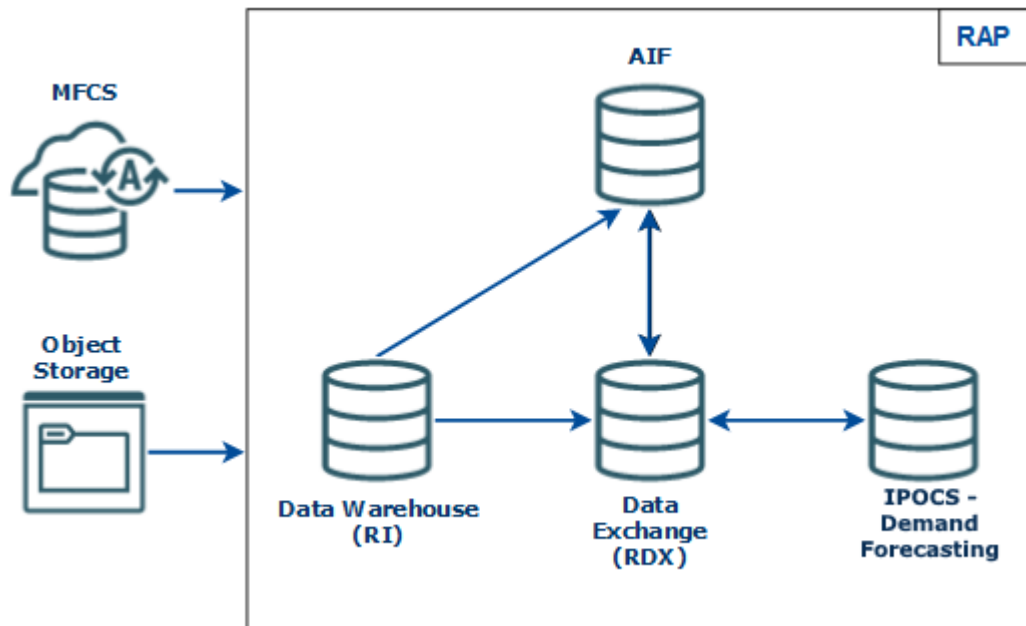 RAP
AIF
MFCS
A
Object
Storage
Data Warehouse
(RI)
Data
Exchange
(RDX)
IPOCS -
Demand
Forecasting